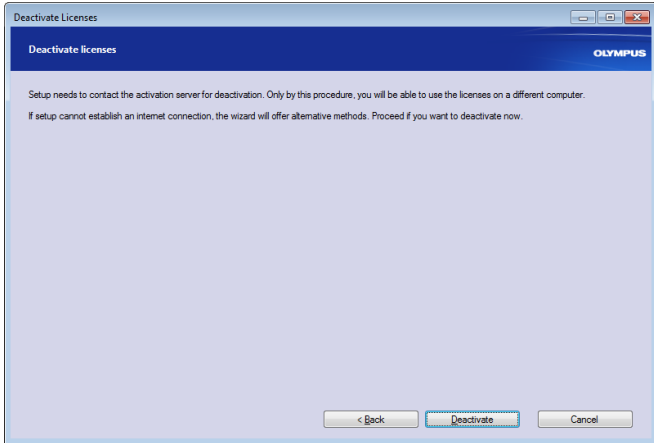 Deactivate Licenses
Deactivate licenses
OLYMPUS
Setup needs to contact the activation server for deactivation. Only by this procedure, you will be able to use the licenses on a different computer.
If setup cannot establish an internet connection, the wizard will offer alternative methods. Proceed if you want to deactivate now.
< Back Deactivate Cancel